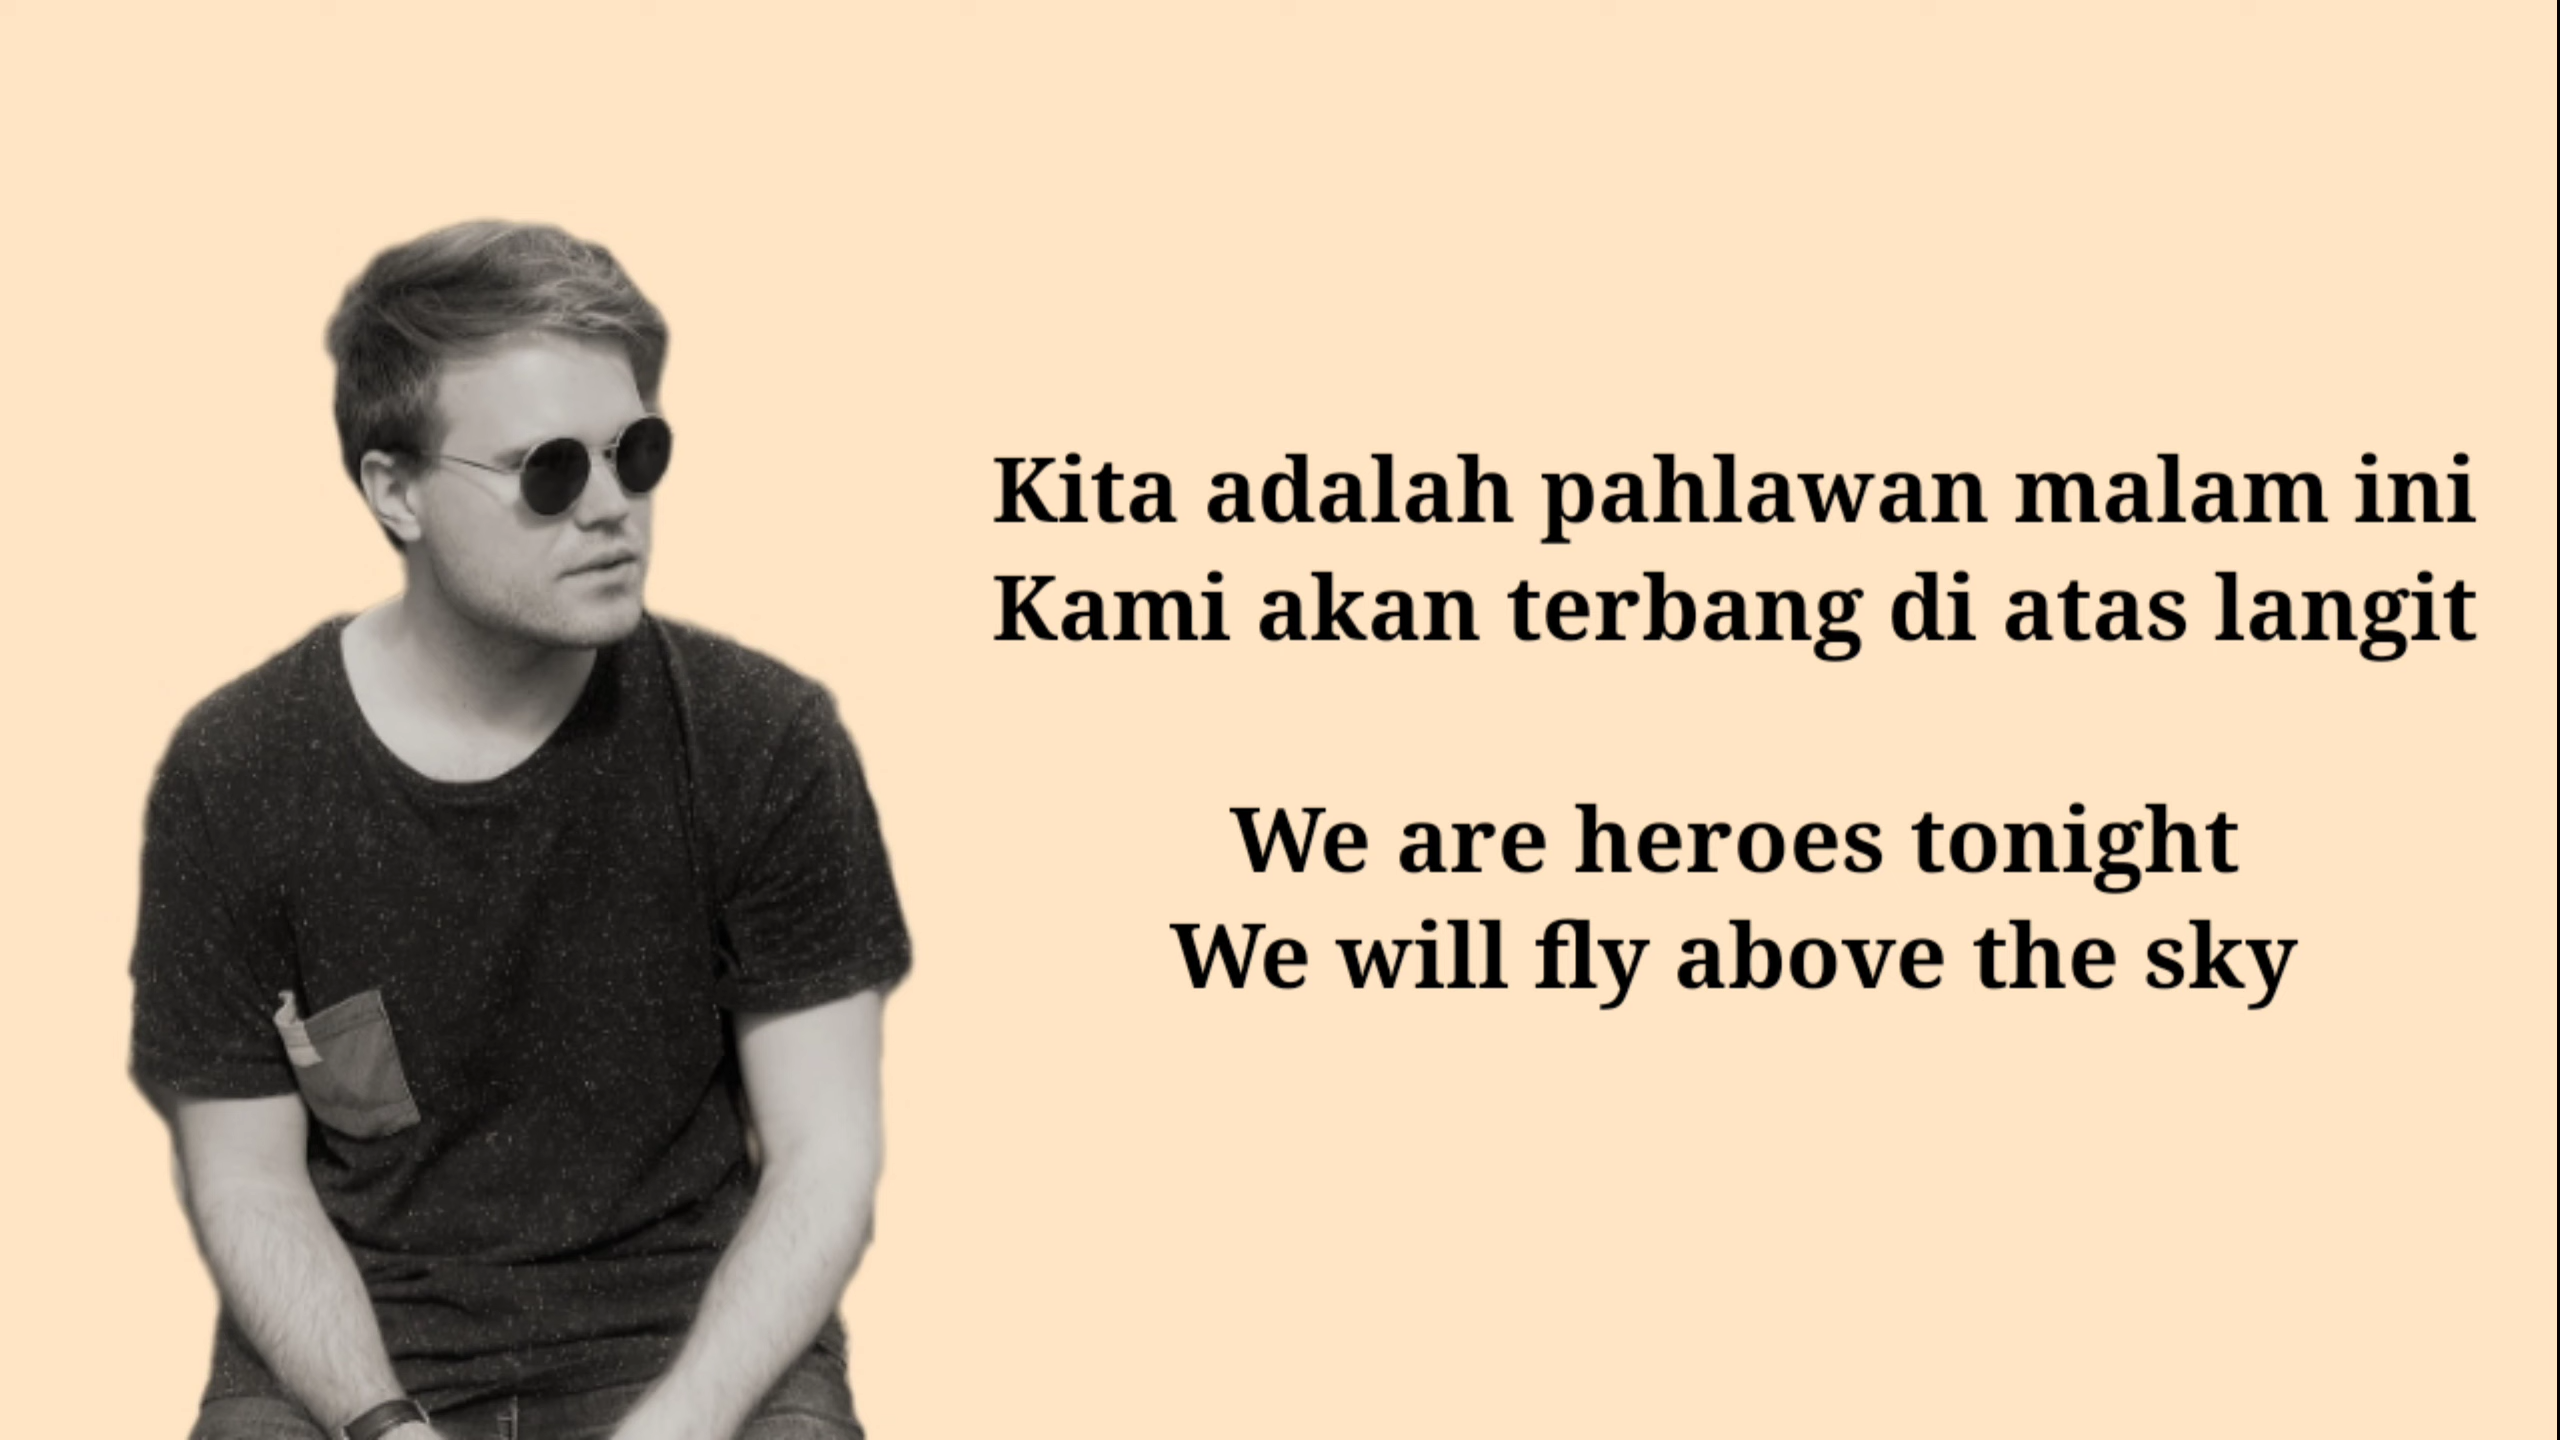 Kita adalah pahlawan malam ini
Kami akan terbang di atas langit
We are heroes tonight
We will fly above the sky